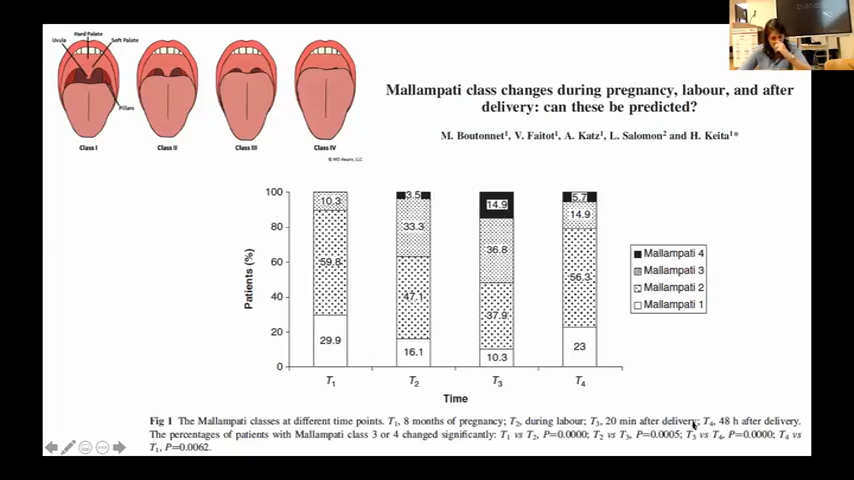 Hard Palate
Uvula
Soft Palate
Pillars
Class I
Class II
Class III
Class IV
Mallampati class changes during pregnancy, labour, and after
delivery: can these be predicted?
M. Boutonnet¹, V. Faitot¹, A. Katz¹, L. Salomon² and H. Keita¹*
100
80
60
40
20
0
Patients (%)
10.3
59.8
29.9
3.5
33.3
47.1
16.1
14.9
36.8
37.9
10.3
5.7
14.9
56.3
23
T1
T2
T3
T4
Time
Mallampati 4
Mallampati 3
Mallampati 2
Mallampati 1
Fig 1 The Mallampati classes at different time points. T1, 8 months of pregnancy; T2, during labour; T3, 20 min after delivery; T4, 48 h after delivery.
The percentages of patients with Mallampati class 3 or 4 changed significantly: T1 vs T2, P=0.0000; T2 vs T3, P=0.0005; T3 vs T4, P=0.0000; T4 vs
T1, P=0.0062.